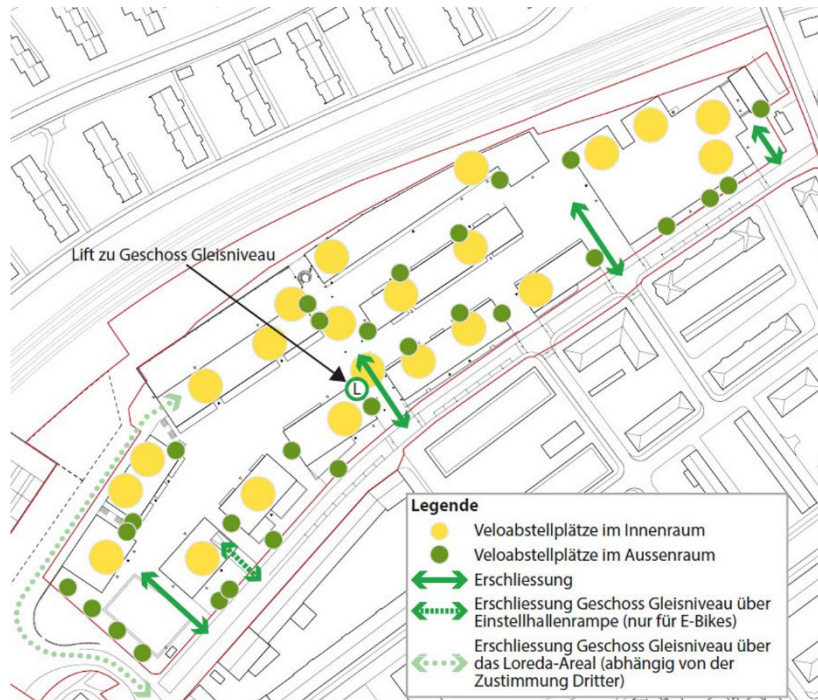 Lift zu Geschoss Gleisniveau
L
Legende
Veloabstellplätze im Innenraum
Veloabstellplätze im Aussenraum
Erschliessung
Erschliessung Geschoss Gleisniveau über
Einstellhallenrampe (nur für E-Bikes)
Erschliessung Geschoss Gleisniveau über
das Loreda-Areal (abhängig von der
Zustimmung Dritter)